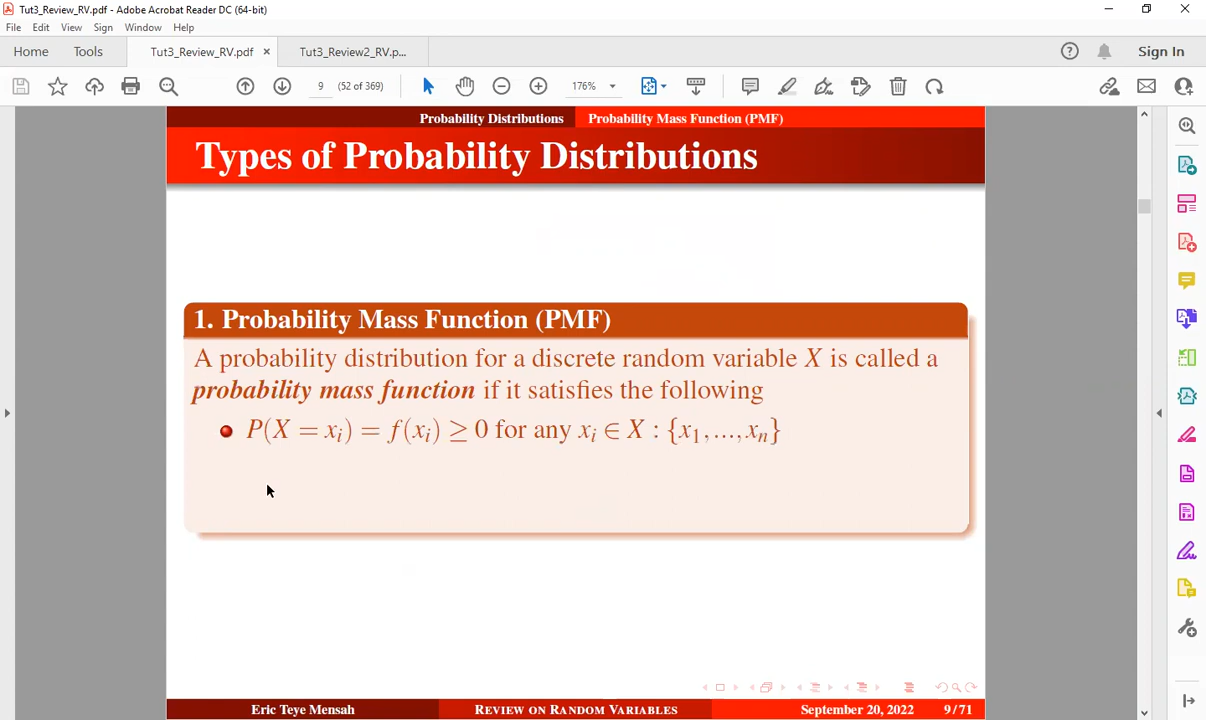 Tut3_Review_RV.pdf - Adobe Acrobat Reader DC (64-bit)
File Edit View Sign Window Help
Home Tools Tut3_Review_RV.pdf × Tut3_Review2_RV.p... Sign In
9 (52 of 369) 176%
Probability Distributions Probability Mass Function (PMF)
Types of Probability Distributions
1. Probability Mass Function (PMF)
A probability distribution for a discrete random variable X is called a
probability mass function if it satisfies the following
P(X = xᵢ) = f(xᵢ) ≥ 0 for any xᵢ ∈ X : {x₁,...,xₙ}
Eric Teye Mensah REVIEW ON RANDOM VARIABLES September 20, 2022 9 / 71